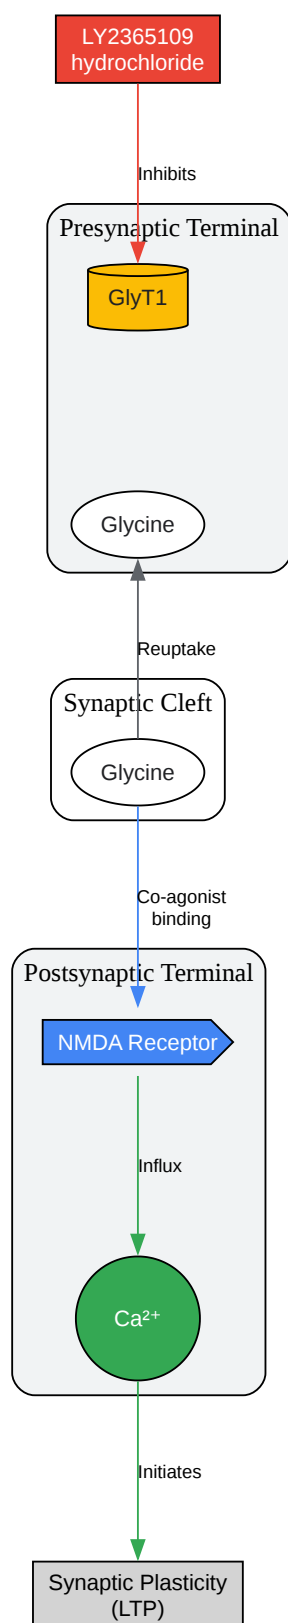 LY2365109
hydrochloride
Inhibits
Presynaptic Terminal
GlyT1
Glycine
Reuptake
Synaptic Cleft
Glycine
Co-agonist
binding
Postsynaptic Terminal
NMDA Receptor
Influx
Ca²⁺
Initiates
Synaptic Plasticity
(LTP)